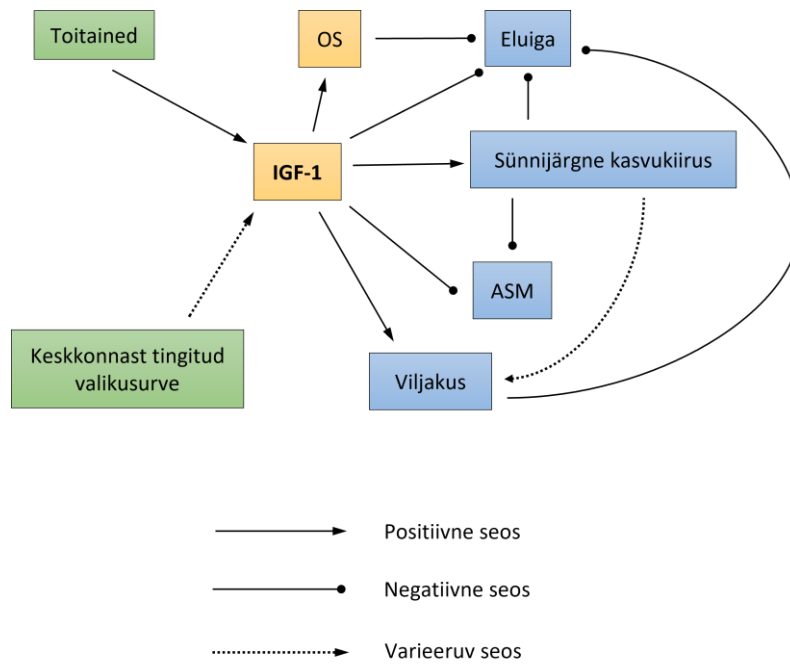 Toitained
OS
Eluiga
IGF-1
Sünnijärgne kasvukiirus
ASM
Keskkonnast tingitud
valikusurve
Viljakus
Positiivne seos
Negatiivne seos
Varieeruv seos